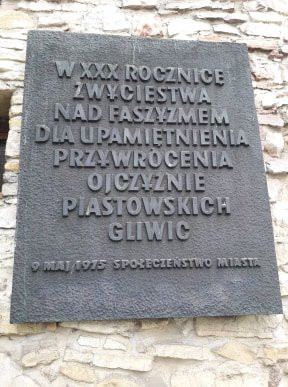 W XXX ROCZNICĘ
ZWYCIĘSTWA
NAD FASZYZMEM
DLA UPAMIĘTNIENIA
PRZYWRÓCENIA
OJCZYŹNIE
PIASTOWSKICH
GLIWIC
9 MAJ 1975 SPOŁECZEŃSTWO MIASTA